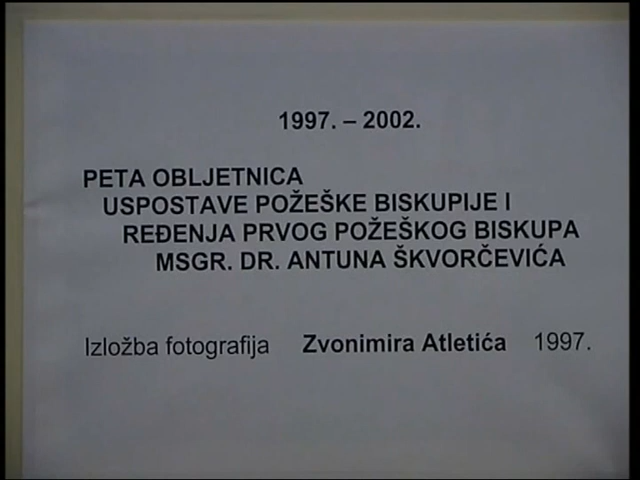 1997. – 2002.
PETA OBLJETNICA
USPOSTAVE POŽEŠKE BISKUPIJE I
REĐENJA PRVOG POŽEŠKOG BISKUPA
MSGR. DR. ANTUNA ŠKVORČEVIĆA
Izložba fotografija Zvonimira Atletića 1997.